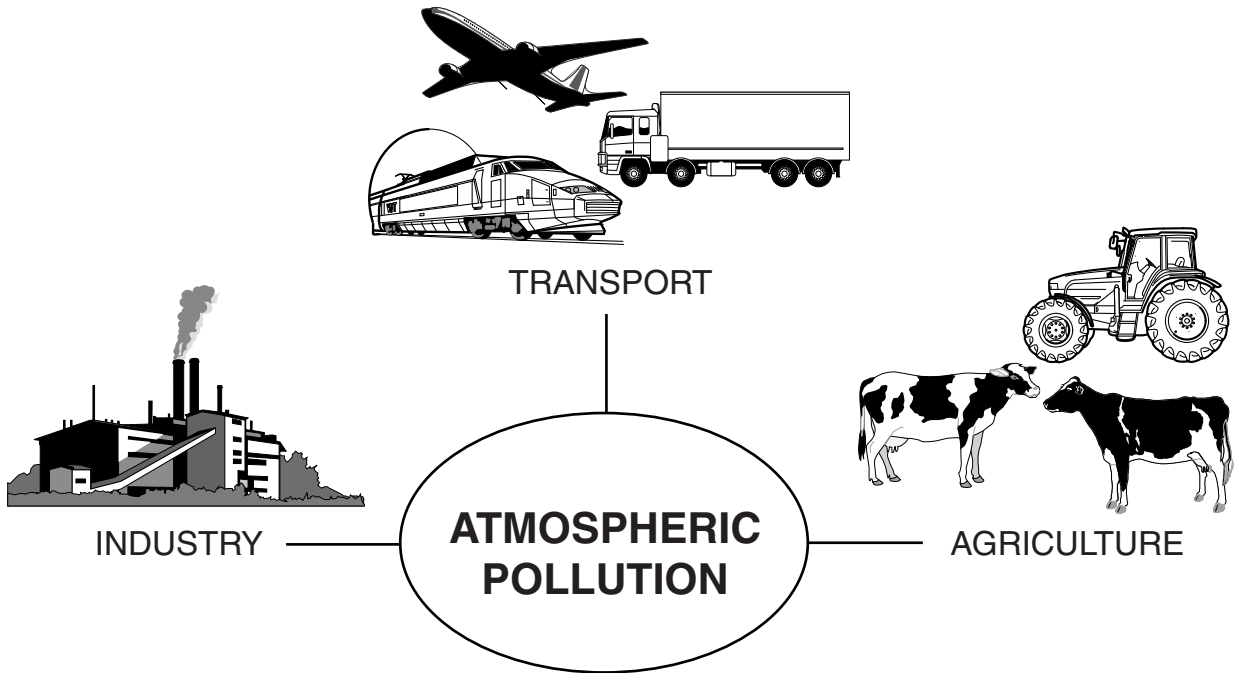 TRANSPORT
INDUSTRY
ATMOSPHERIC
POLLUTION
AGRICULTURE